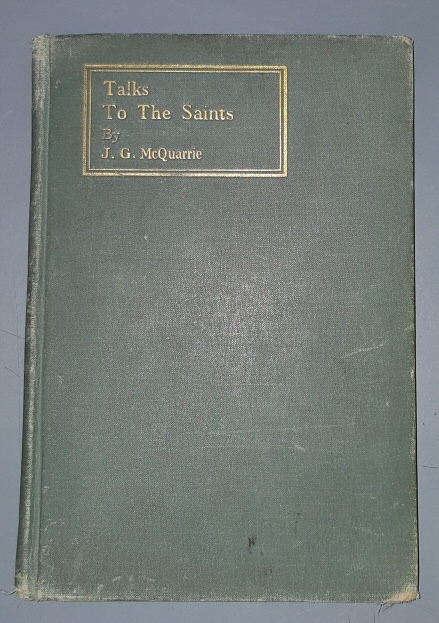 Talks
To The Saints
By
J. G. McQuarrie